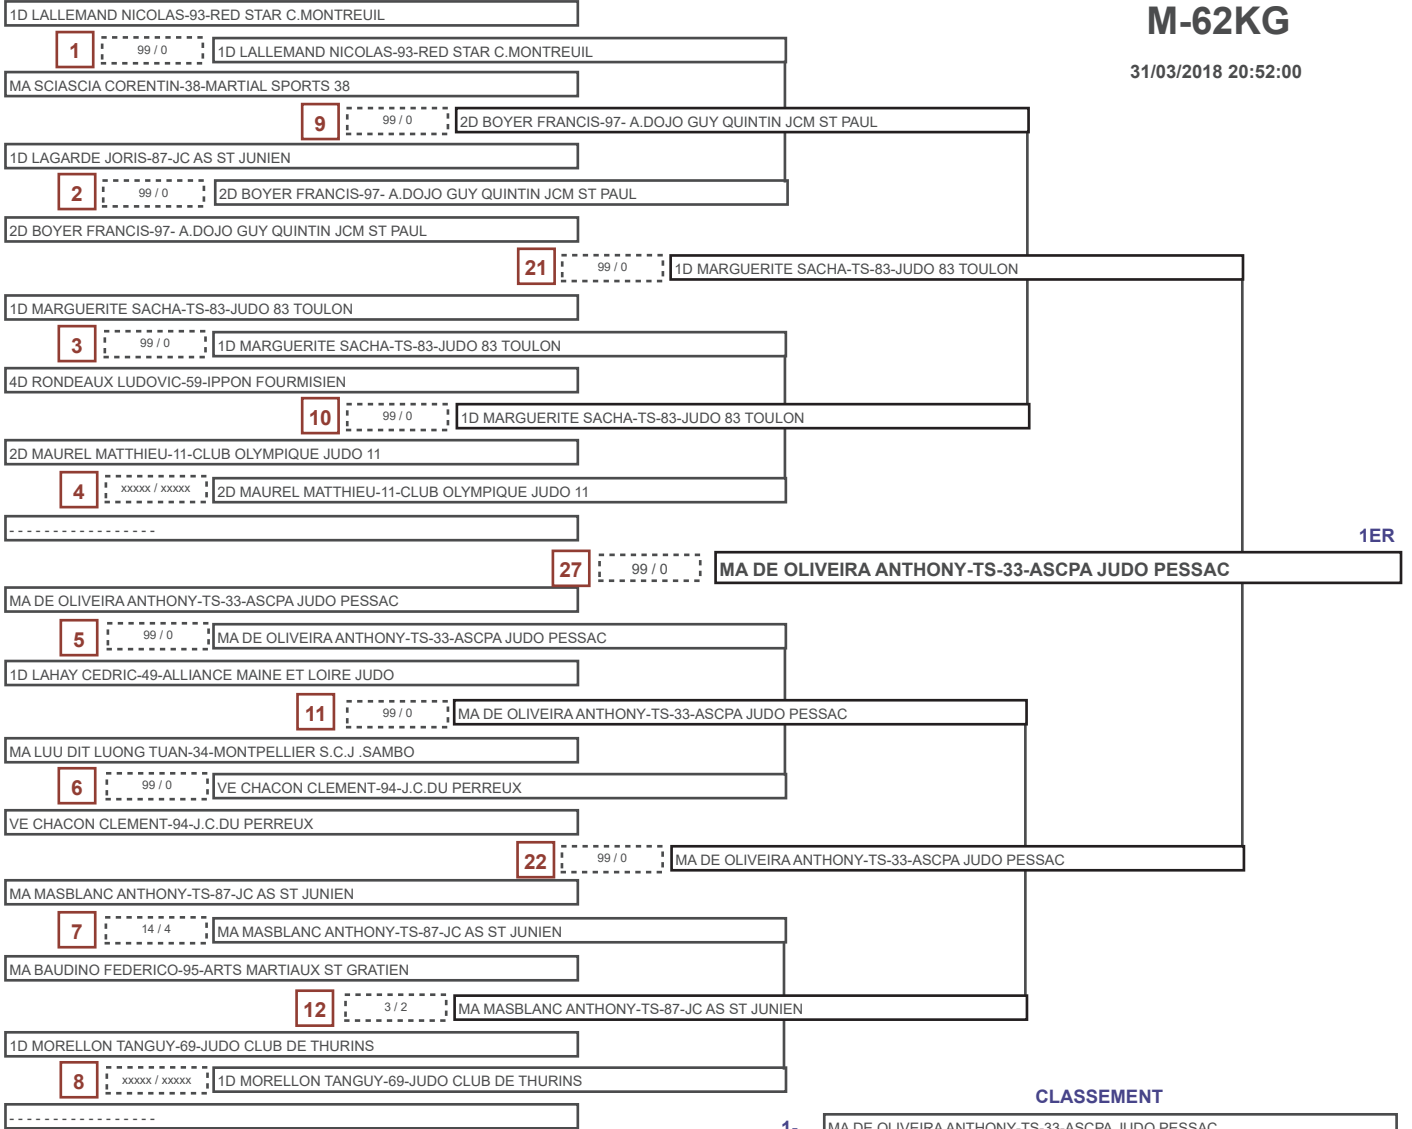 1D LALLEMAND NICOLAS-93-RED STAR C.MONTREUIL
M-62KG
1 99 / 0 1D LALLEMAND NICOLAS-93-RED STAR C.MONTREUIL
31/03/2018 20:52:00
MA SCIASCIA CORENTIN-38-MARTIAL SPORTS 38
9 99 / 0 2D BOYER FRANCIS-97- A.DOJO GUY QUINTIN JCM ST PAUL
1D LAGARDE JORIS-87-JC AS ST JUNIEN
2 99 / 0 2D BOYER FRANCIS-97- A.DOJO GUY QUINTIN JCM ST PAUL
2D BOYER FRANCIS-97- A.DOJO GUY QUINTIN JCM ST PAUL
21 99 / 0 1D MARGUERITE SACHA-TS-83-JUDO 83 TOULON
1D MARGUERITE SACHA-TS-83-JUDO 83 TOULON
3 99 / 0 1D MARGUERITE SACHA-TS-83-JUDO 83 TOULON
4D RONDEAUX LUDOVIC-59-IPPON FOURMISIEN
10 99 / 0 1D MARGUERITE SACHA-TS-83-JUDO 83 TOULON
2D MAUREL MATTHIEU-11-CLUB OLYMPIQUE JUDO 11
4 xxxxx / xxxxx 2D MAUREL MATTHIEU-11-CLUB OLYMPIQUE JUDO 11
- - - - - - - - - - - - - - - - -
1ER
27 99 / 0 MA DE OLIVEIRA ANTHONY-TS-33-ASCPA JUDO PESSAC
MA DE OLIVEIRA ANTHONY-TS-33-ASCPA JUDO PESSAC
5 99 / 0 MA DE OLIVEIRA ANTHONY-TS-33-ASCPA JUDO PESSAC
1D LAHAY CEDRIC-49-ALLIANCE MAINE ET LOIRE JUDO
11 99 / 0 MA DE OLIVEIRA ANTHONY-TS-33-ASCPA JUDO PESSAC
MA LUU DIT LUONG TUAN-34-MONTPELLIER S.C.J .SAMBO
6 99 / 0 VE CHACON CLEMENT-94-J.C.DU PERREUX
VE CHACON CLEMENT-94-J.C.DU PERREUX
22 99 / 0 MA DE OLIVEIRA ANTHONY-TS-33-ASCPA JUDO PESSAC
MA MASBLANC ANTHONY-TS-87-JC AS ST JUNIEN
7 14 / 4 MA MASBLANC ANTHONY-TS-87-JC AS ST JUNIEN
MA BAUDINO FEDERICO-95-ARTS MARTIAUX ST GRATIEN
12 3 / 2 MA MASBLANC ANTHONY-TS-87-JC AS ST JUNIEN
1D MORELLON TANGUY-69-JUDO CLUB DE THURINS
8 xxxxx / xxxxx 1D MORELLON TANGUY-69-JUDO CLUB DE THURINS
CLASSEMENT
- - - - - - - - - - - - - - - - -
1- MA DE OLIVEIRA ANTHONY-TS-33-ASCPA JUDO PESSAC